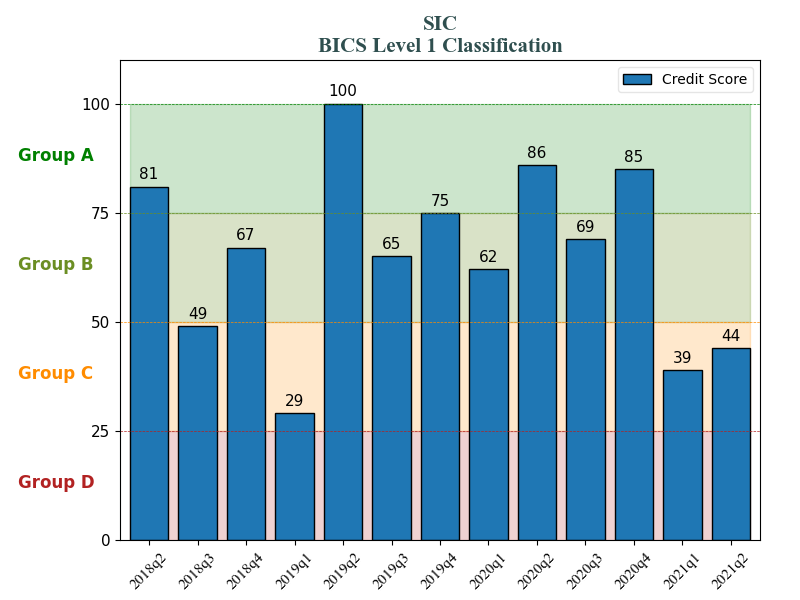 SIC
BICS Level 1 Classification
Credit Score
100
75
50
25
0
Group A
Group B
Group C
Group D
81
49
67
29
100
65
75
62
86
69
85
39
44
2018q2
2018q3
2018q4
2019q1
2019q2
2019q3
2019q4
2020q1
2020q2
2020q3
2020q4
2021q1
2021q2